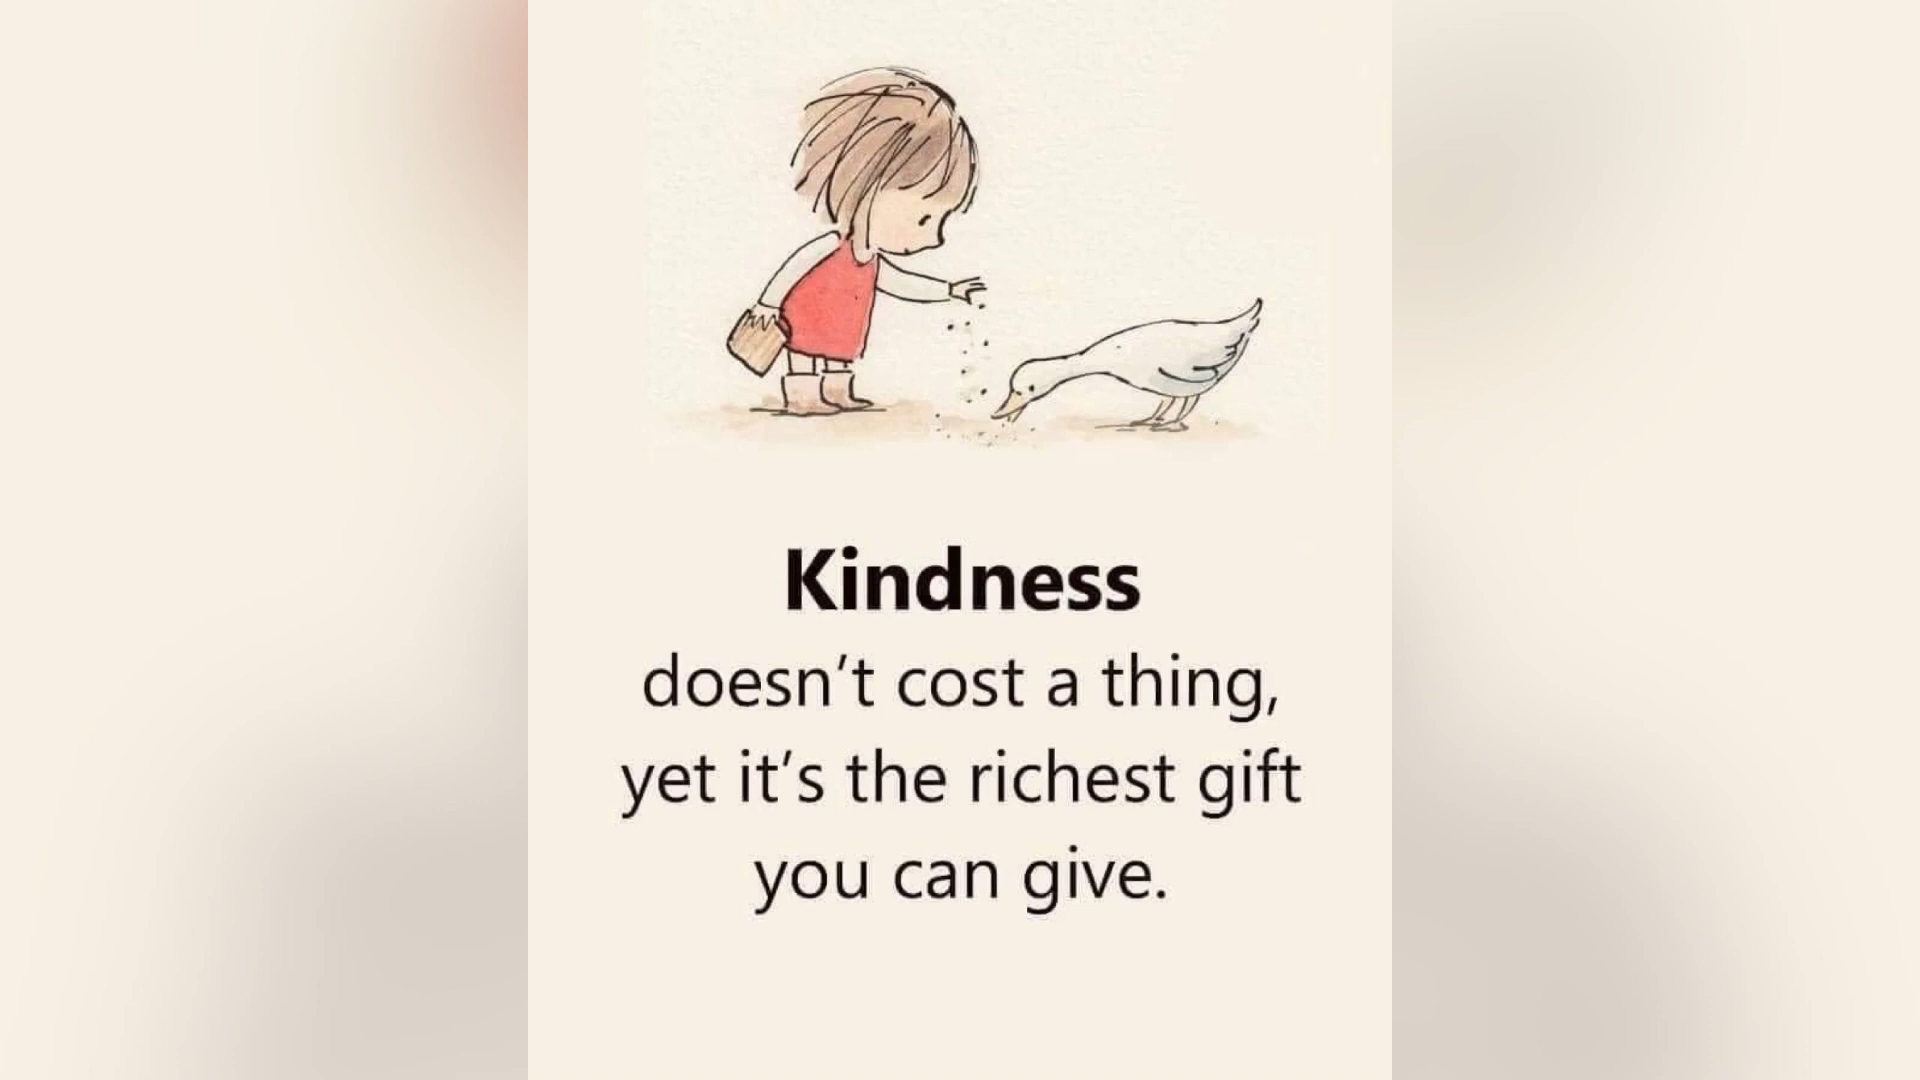 Kindness
doesn’t cost a thing,
yet it’s the richest gift
you can give.